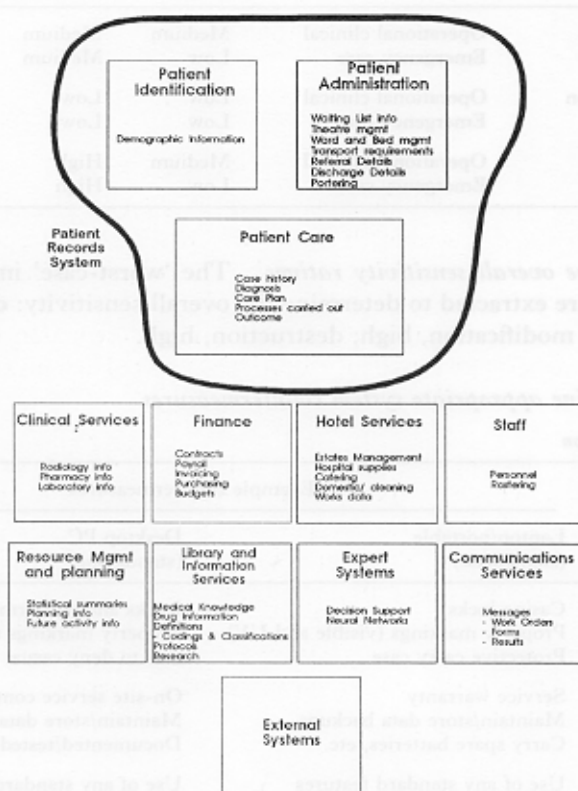 Patient
Identification
Demographic Information
Patient
Administration
Waiting List info
Theatre mgmt
Ward and Bed mgmt
Transport requirements
Referral Details
Discharge Details
Portering
Patient
Records
System
Patient Care
Case history
Diagnosis
Care Plan
Processes carried out
Outcome
Clinical Services
Radiology info
Pharmacy info
Laboratory info
Finance
Contracts
Payroll
Invoicing
Purchasing
Budgets
Hotel Services
Estates Management
Hospital supplies
Catering
Domestic/ cleaning
Works data
Staff
Personnel
Rostering
Resource Mgmt
and planning
Statistical summaries
Planning info
Future activity info
Library and
Information
Services
Medical Knowledge
Drug Information
Definitions
- Codings & Classifications
Protocols
Research
Expert
Systems
Decision Support
Neural Networks
Communications
Services
Messages
- Work Orders
- Forms
- Results
External
Systems